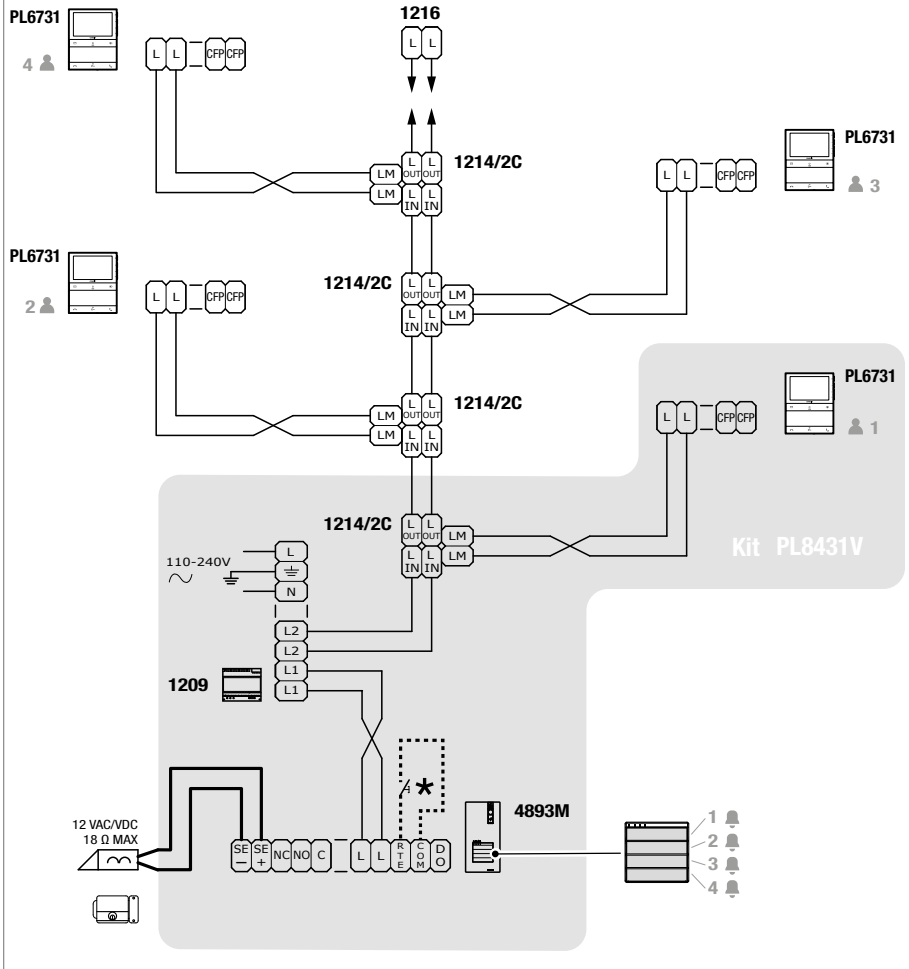 PL6731
4
L L CFP CFP
1216
L L
1214/2C
L OUT L OUT
LM
LM
L IN L IN
PL6731
3
L L CFP CFP
PL6731
2
L L CFP CFP
1214/2C
L OUT L OUT LM
L IN L IN LM
1214/2C
LM L OUT L OUT
LM L IN L IN
PL6731
1
L L CFP CFP
1214/2C
L OUT L OUT LM
L IN L IN LM
Kit PL8431V
110-240V
L
N
L2
L2
L1
L1
1209
12 VAC/VDC
18 Ω MAX
SE - SE + NC NO C L L RTE COM DO
*
4893M
1
2
3
4